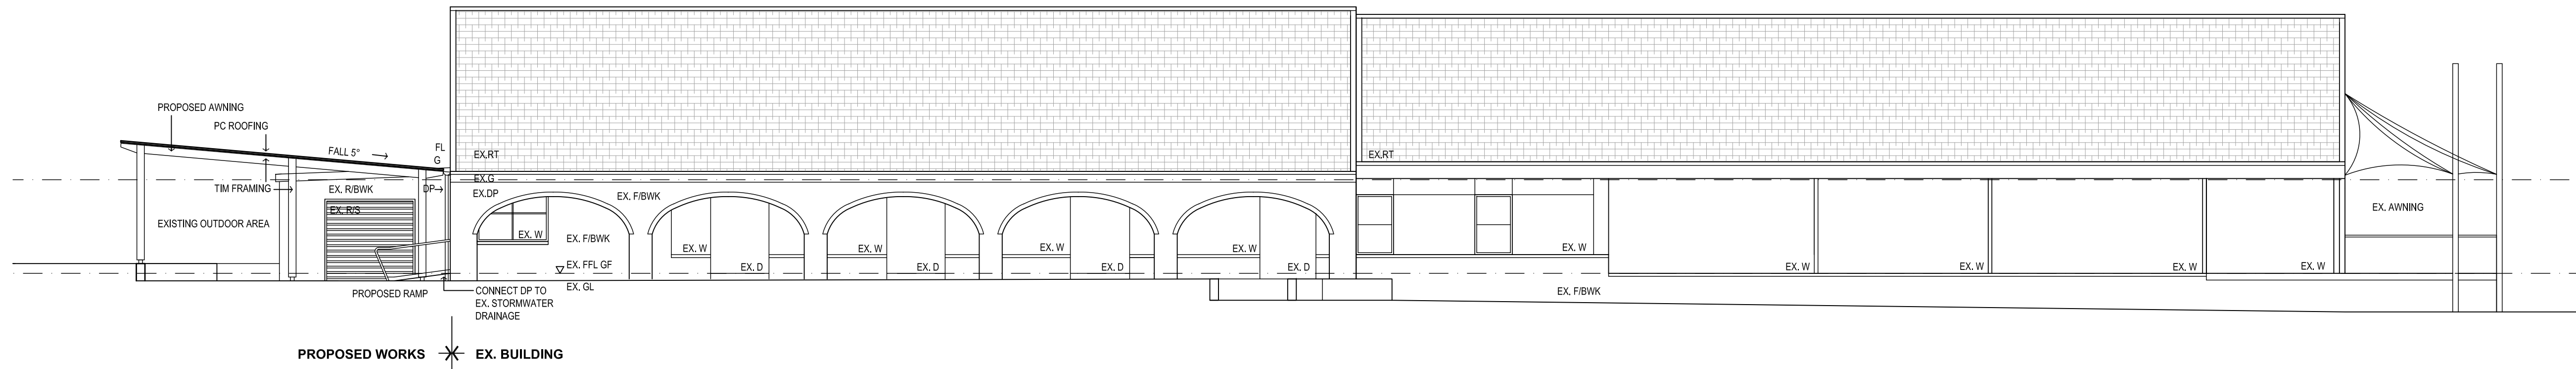 PROPOSED AWNING
PC ROOFING
FALL 5°
FL
G
EX.RT
EX.RT
EX.G
TIM FRAMING
EX. R/BWK
DP
EX.DP
EX. F/BWK
EX. R/S
EXISTING OUTDOOR AREA
EX. AWNING
EX. W
EX. F/BWK
EX. W
EX. W
EX. W
EX. W
EX. W
EX. FFL GF
EX. D
EX. D
EX. D
EX. D
EX. W
EX. W
EX. W
EX. W
EX. GL
PROPOSED RAMP
CONNECT DP TO
EX. STORMWATER
DRAINAGE
EX. F/BWK
PROPOSED WORKS
EX. BUILDING